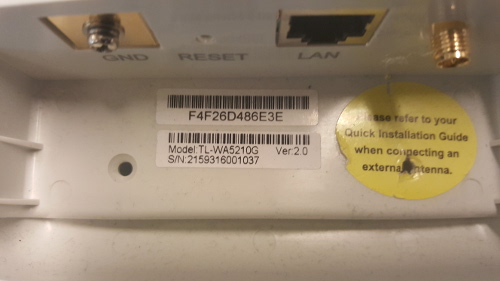 GND RESET LAN
F4F26D486E3E
Model:TL-WA5210G Ver:2.0
S/N:2159316001037
Please refer to your
Quick Installation Guide
when connecting an
external antenna.